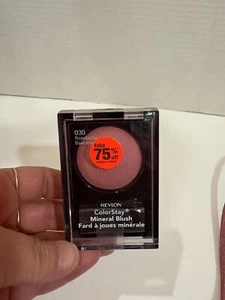 030
take
75% off
REVLON
ColorStay®
Mineral Blush
Fard à joues minérale